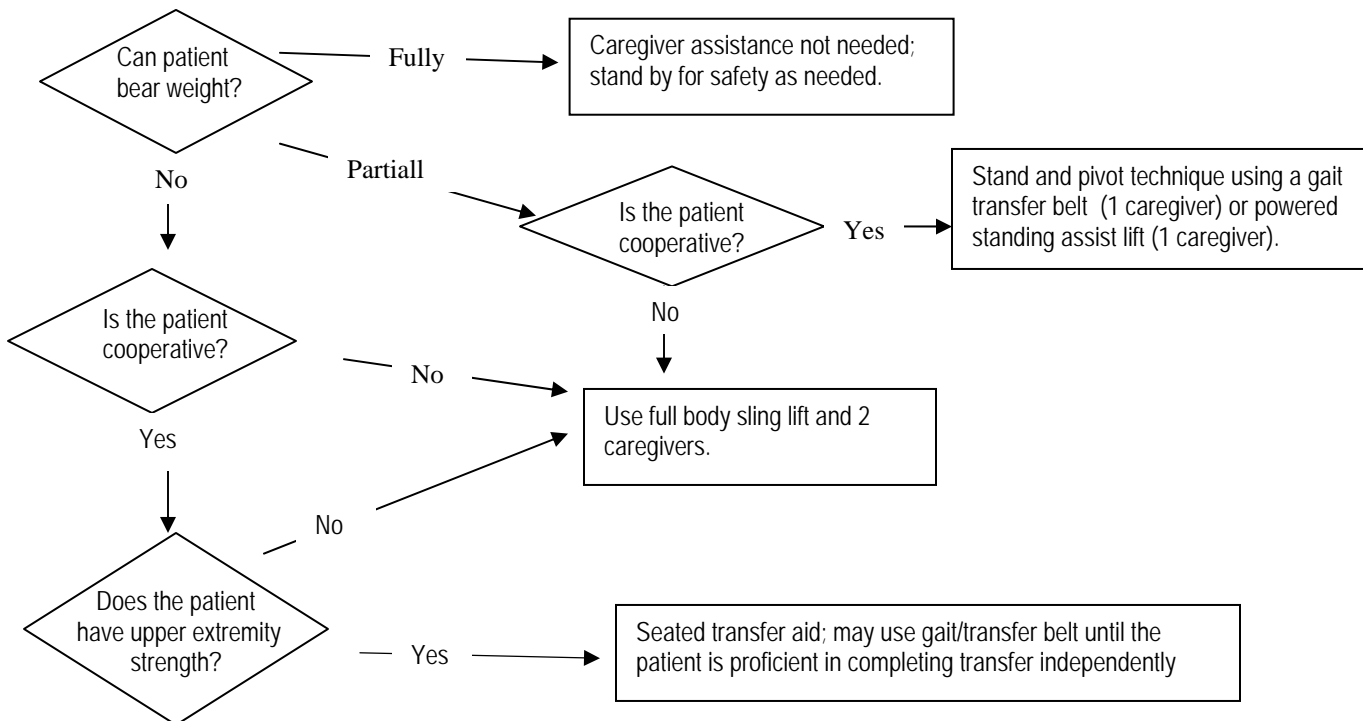 Can patient
bear weight?
Fully
Caregiver assistance not needed;
stand by for safety as needed.
No
Partiall
Is the patient
cooperative?
Yes
Stand and pivot technique using a gait
transfer belt  (1 caregiver) or powered
standing assist lift (1 caregiver).
Is the patient
cooperative?
No
No
Use full body sling lift and 2
caregivers.
Yes
No
Does the patient
have upper extremity
strength?
Yes
Seated transfer aid; may use gait/transfer belt until the
patient is proficient in completing transfer independently